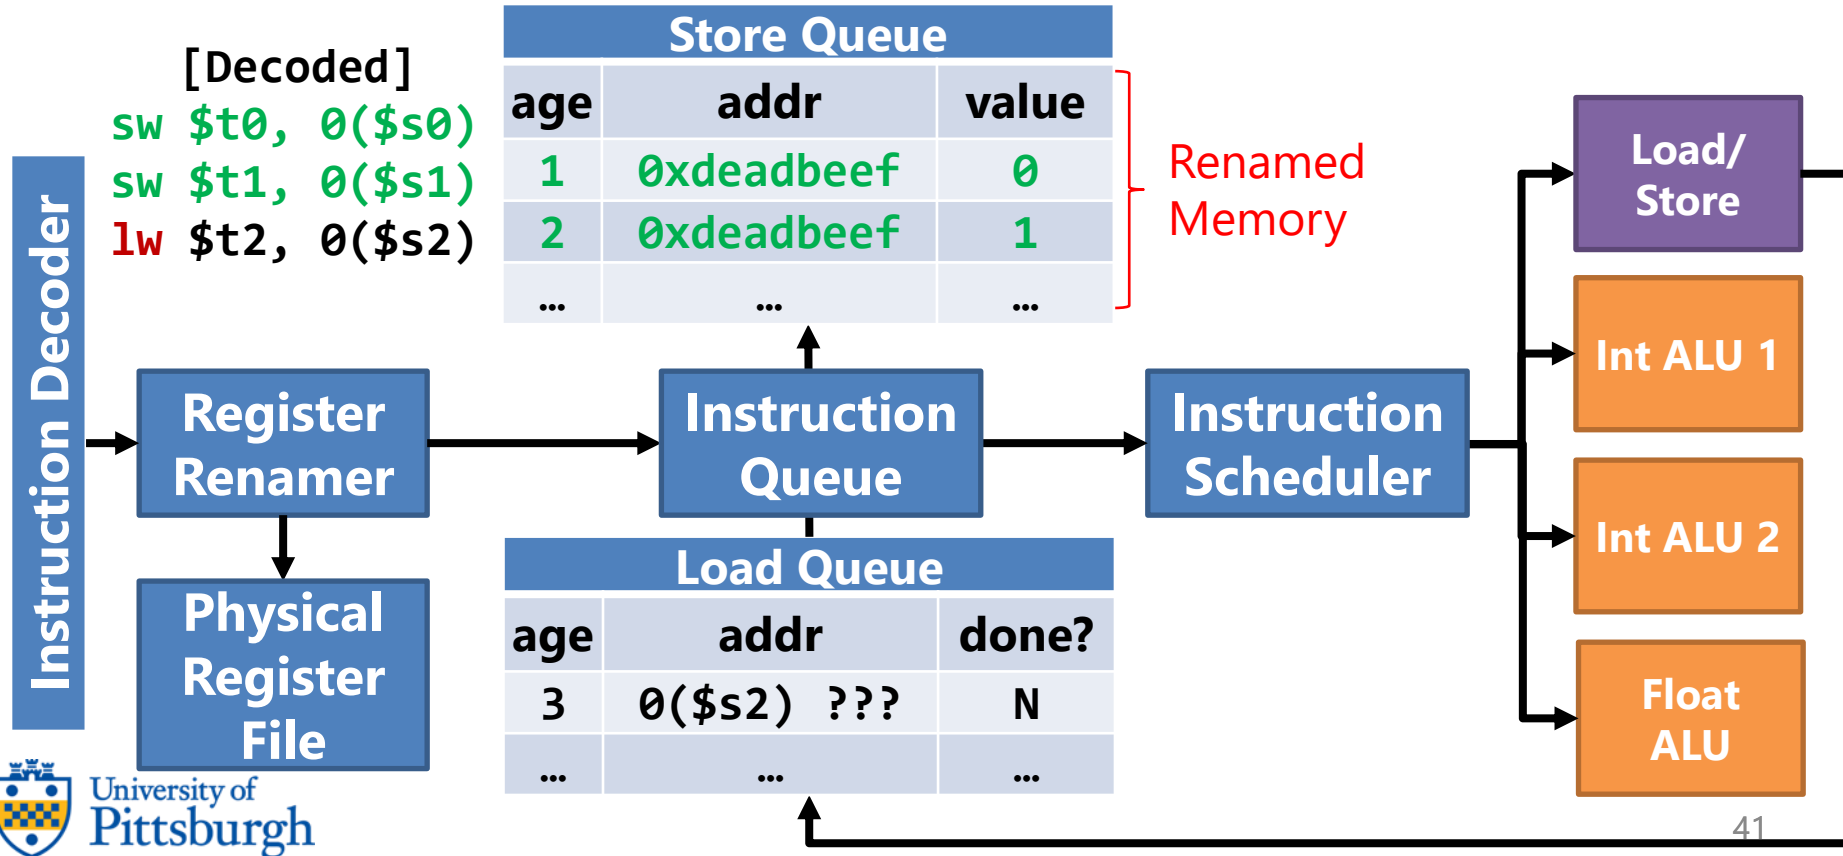 [Decoded]
sw $t0, 0($s0)
sw $t1, 0($s1)
lw $t2, 0($s2)
Store Queue
age addr value
1 0xdeadbeef 0
2 0xdeadbeef 1
… … …
Renamed
Memory
Instruction Decoder
Register
Renamer
Physical
Register
File
Instruction
Queue
Instruction
Scheduler
Load Queue
age addr done?
3 0($s2) ??? N
… … …
Load/
Store
Int ALU 1
Int ALU 2
Float
ALU
University of
Pittsburgh
41